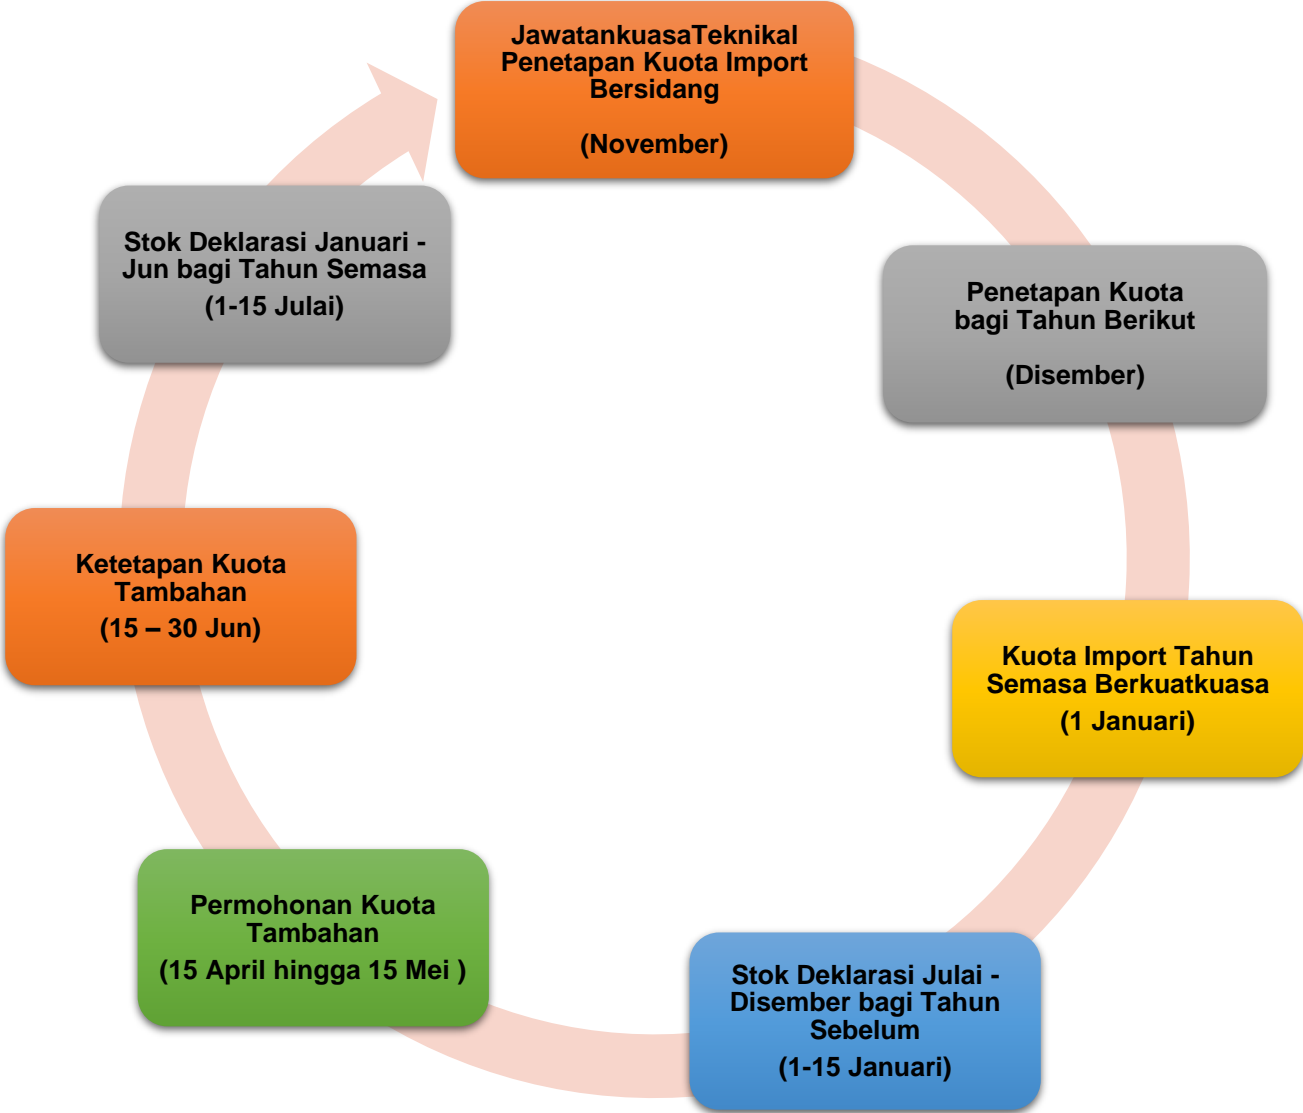 JawatankuasaTeknikal
Penetapan Kuota Import
Bersidang
(November)
Penetapan Kuota
bagi Tahun Berikut
(Disember)
Kuota Import Tahun
Semasa Berkuatkuasa
(1 Januari)
Stok Deklarasi Julai -
Disember bagi Tahun
Sebelum
(1-15 Januari)
Permohonan Kuota
Tambahan
(15 April hingga 15 Mei )
Ketetapan Kuota
Tambahan
(15 – 30 Jun)
Stok Deklarasi Januari -
Jun bagi Tahun Semasa
(1-15 Julai)